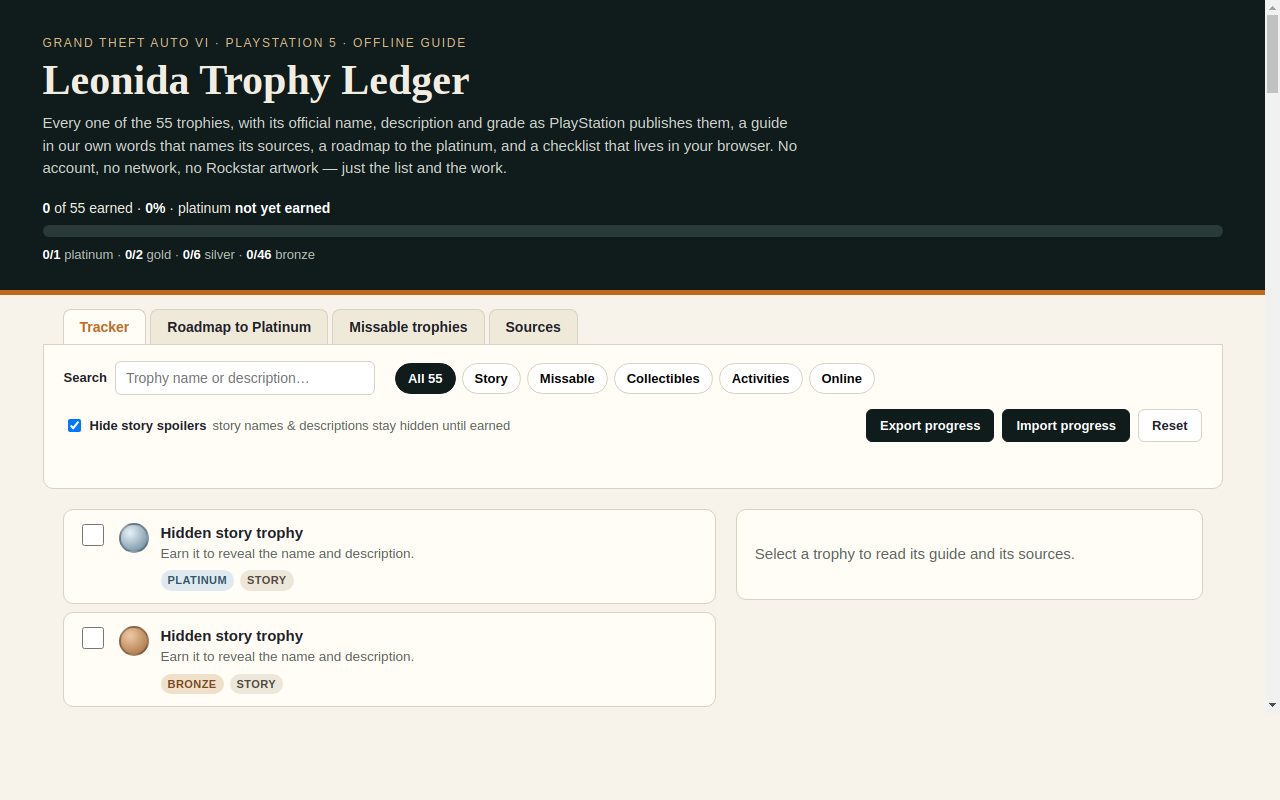 GRAND THEFT AUTO VI · PLAYSTATION 5 · OFFLINE GUIDE
Leonida Trophy Ledger
Every one of the 55 trophies, with its official name, description and grade as PlayStation publishes them, a guide
in our own words that names its sources, a roadmap to the platinum, and a checklist that lives in your browser. No
account, no network, no Rockstar artwork — just the list and the work.
0 of 55 earned · 0% · platinum not yet earned
0/1 platinum · 0/2 gold · 0/6 silver · 0/46 bronze
Tracker Roadmap to Platinum Missable trophies Sources
Search Trophy name or description… All 55 Story Missable Collectibles Activities Online
Hide story spoilers story names & descriptions stay hidden until earned Export progress Import progress Reset
Hidden story trophy
Earn it to reveal the name and description.
PLATINUM STORY
Select a trophy to read its guide and its sources.
Hidden story trophy
Earn it to reveal the name and description.
BRONZE STORY